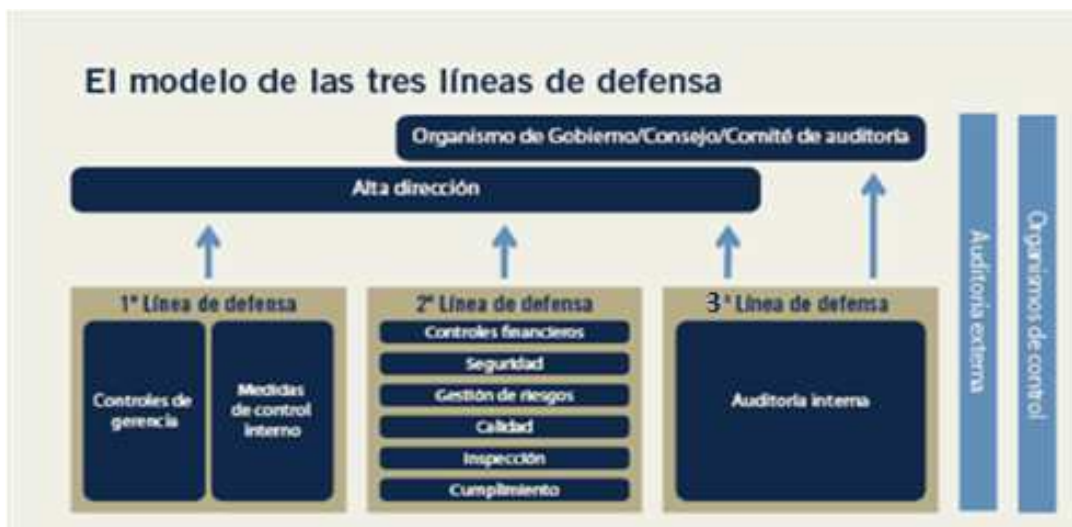 El modelo de las tres líneas de defensa
Organismo de Gobierno/Consejo/Comité de auditoría
Alta dirección
1ª Línea de defensa
Controles de
gerencia
Medidas
de control
interno
2ª Línea de defensa
Controles financieros
Seguridad
Gestión de riesgos
Calidad
Inspección
Cumplimiento
3ª Línea de defensa
Auditoría interna
Auditoría externa
Organismos de control